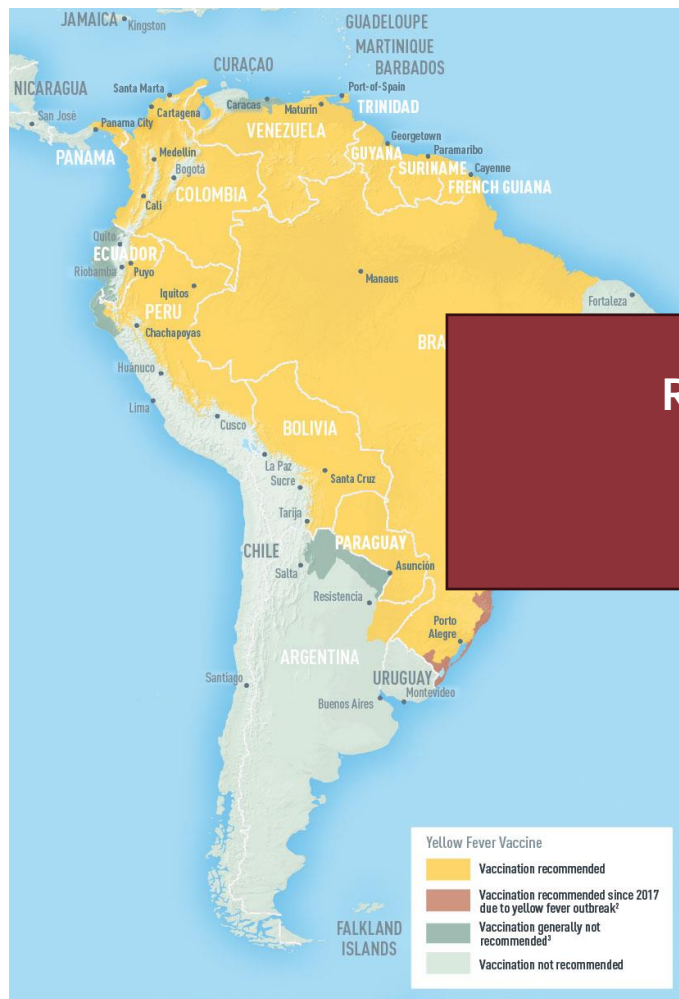 JAMAICA
Kingston
GUADELOUPE
MARTINIQUE
BARBADOS
CURAÇAO
NICARAGUA
Santa Marta
Port-of-Spain
San José
Cartagena
Caracas
Maturin
TRINIDAD
Panama City
VENEZUELA
Georgetown
PANAMA
Medellin
GUYANA
Paramaribo
Bogotá
SURINAME
Cayenne
COLOMBIA
FRENCH GUIANA
Cali
Quito
ECUADOR
Riobamba
Puyo
Manaus
Iquitos
Fortaleza
PERU
Chachapoyas
BRA
Huánuco
R
Lima
Cusco
BOLIVIA
La Paz
Sucre
Santa Cruz
Tarija
PARAGUAY
CHILE
Salta
Asunción
Resistencia
Porto
Alegre
ARGENTINA
Santiago
URUGUAY
Buenos Aires
Montevideo
Yellow Fever Vaccine
Vaccination recommended
Vaccination recommended since 2017
due to yellow fever outbreak²
Vaccination generally not
recommended³
Vaccination not recommended
FALKLAND
ISLANDS